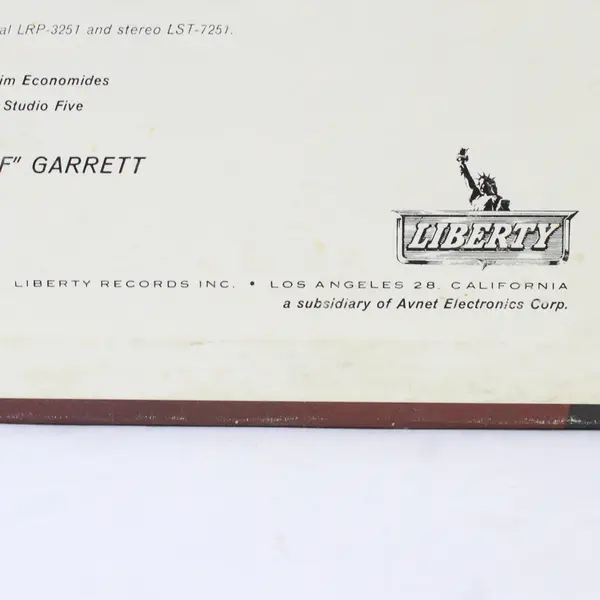 al LRP-3251 and stereo LST-7251.
im Economides
Studio Five
F" GARRETT
LIBERTY
LIBERTY RECORDS INC. • LOS ANGELES 28, CALIFORNIA
a subsidiary of Avnet Electronics Corp.